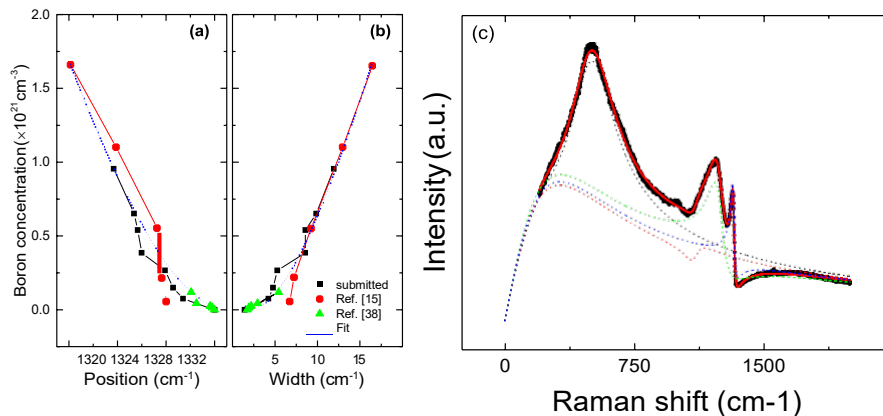 (a)
(b)
(c)
2.0
1.5
1.0
0.5
0.0
Boron concentration(×10²¹cm⁻³)
submitted
Ref. [15]
Ref. [38]
Fit
1320 1324 1328 1332
Position (cm⁻¹)
5 10 15
Width (cm⁻¹)
Intensity (a.u.)
0 750 1500
Raman shift (cm-1)